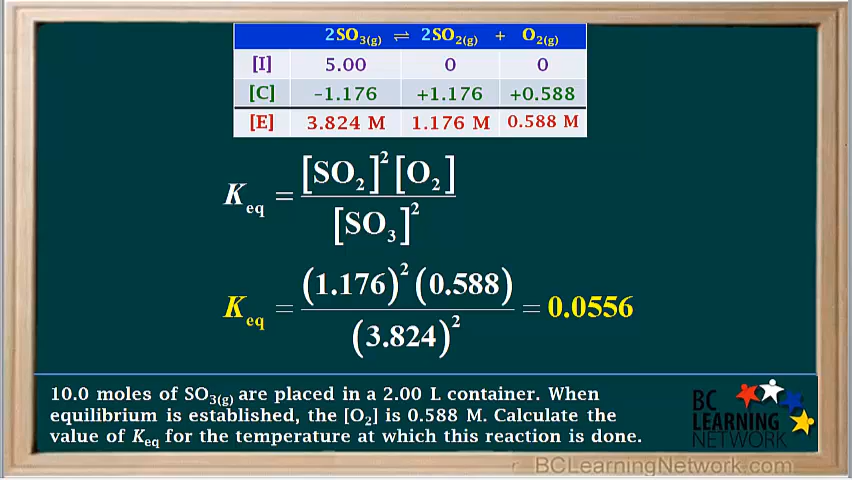 2SO₃(g) ⇌ 2SO₂(g) + O₂(g)
[I] 5.00 0 0
[C] –1.176 +1.176 +0.588
[E] 3.824 M 1.176 M 0.588 M
K_eq = [SO₂]² [O₂] / [SO₃]²
K_eq = (1.176)² (0.588) / (3.824)² = 0.0556
10.0 moles of SO₃(g) are placed in a 2.00 L container. When
equilibrium is established, the [O₂] is 0.588 M. Calculate the
value of K_eq for the temperature at which this reaction is done.
BC
LEARNING
NETWORK
BCLearningNetwork.com